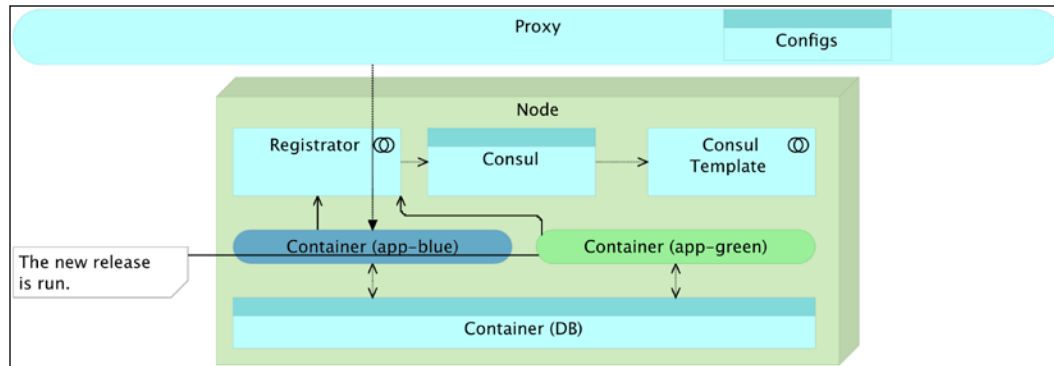 Proxy
Configs
Node
Registrator
Consul
Consul
Template
Container (app-blue)
Container (app-green)
The new release
is run.
Container (DB)